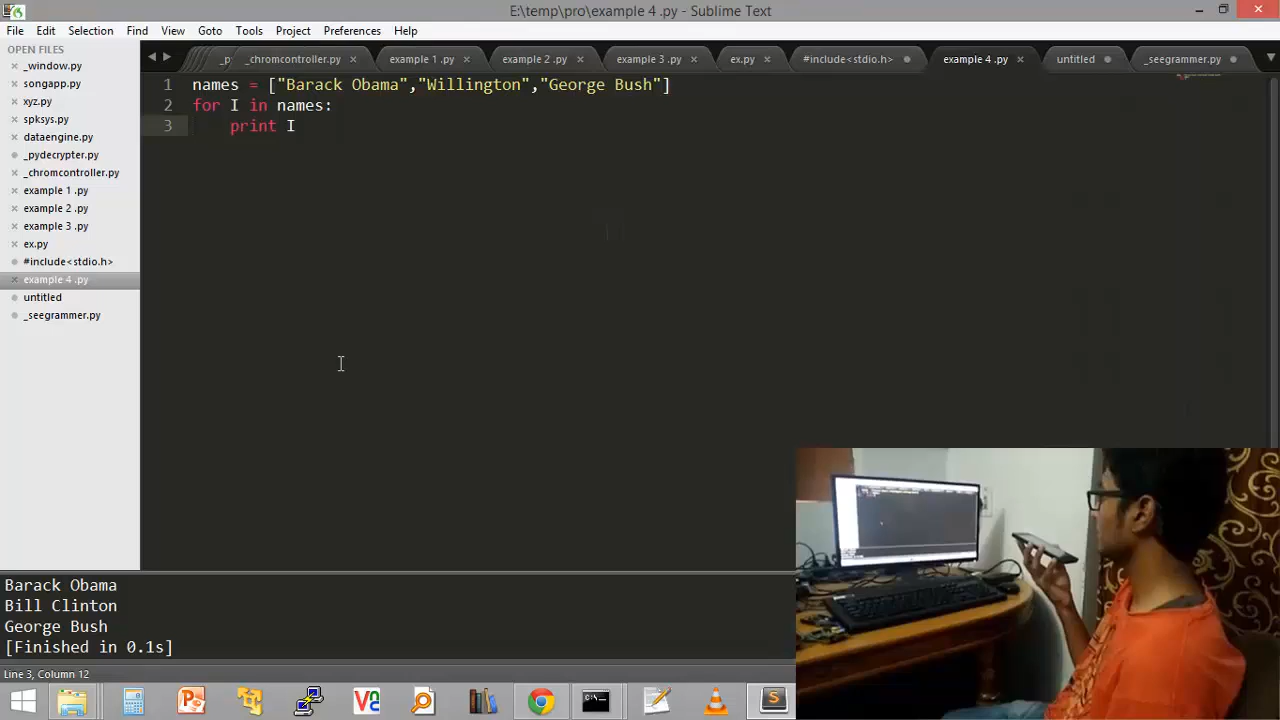 E:\temp\pro\example 4 .py - Sublime Text
File Edit Selection Find View Goto Tools Project Preferences Help
OPEN FILES
_window.py
songapp.py
xyz.py
spksys.py
dataengine.py
_pydecrypter.py
_chromcontroller.py
example 1 .py
example 2 .py
example 3 .py
ex.py
#include<stdio.h>
example 4 .py
untitled
_seegrammer.py
_p _chromcontroller.py example 1 .py example 2 .py example 3 .py ex.py #include<stdio.h> example 4 .py untitled _seegrammer.py
1 names = ["Barack Obama","Willington","George Bush"]
2 for I in names:
3 print I
Barack Obama
Bill Clinton
George Bush
[Finished in 0.1s]
Line 3, Column 12